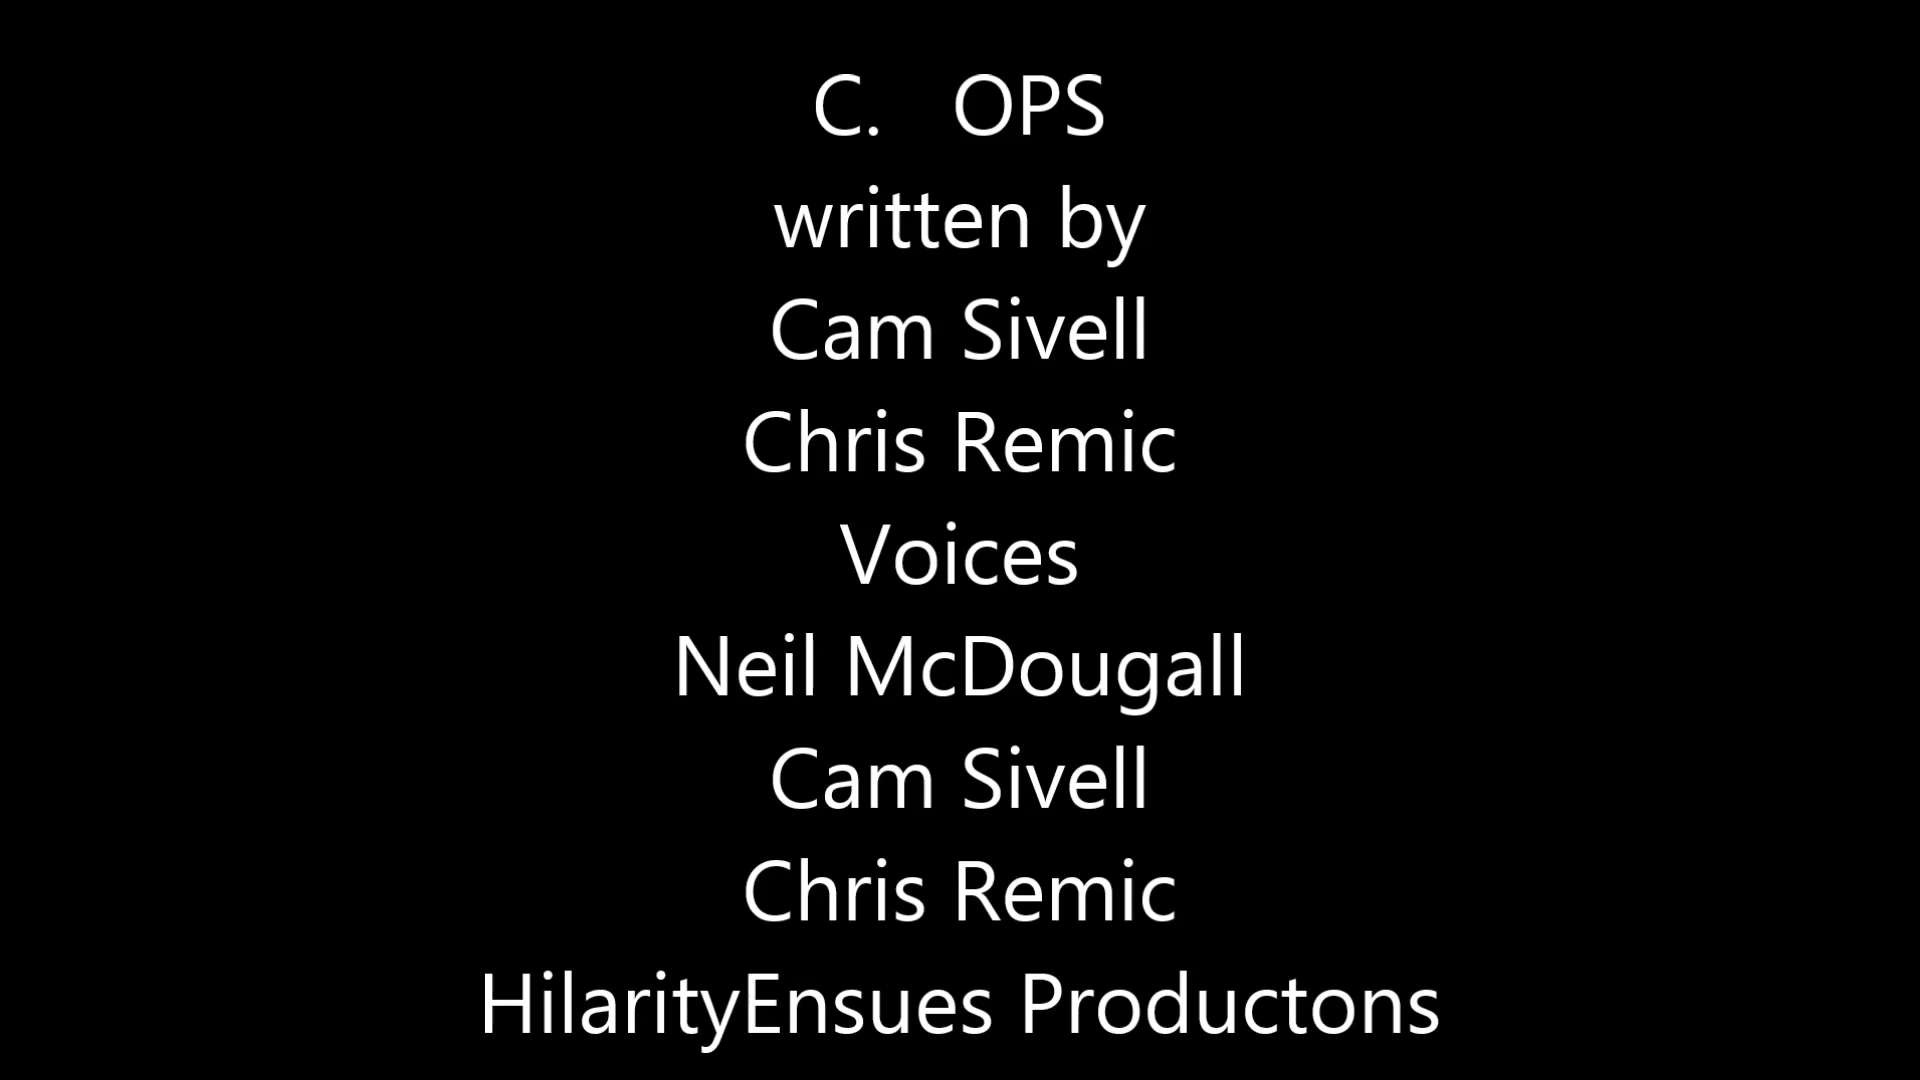 C.   OPS
written by
Cam Sivell
Chris Remic
Voices
Neil McDougall
Cam Sivell
Chris Remic
HilarityEnsues Productons